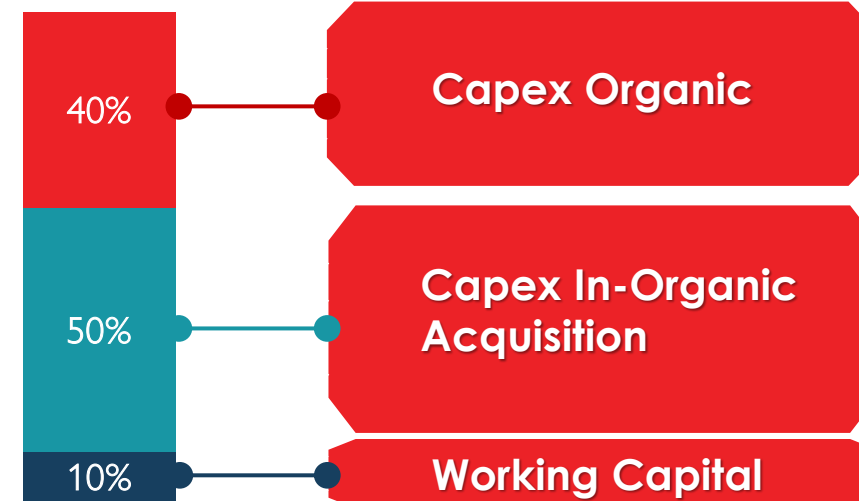 40%
Capex Organic
50%
Capex In-Organic
Acquisition
10%
Working Capital